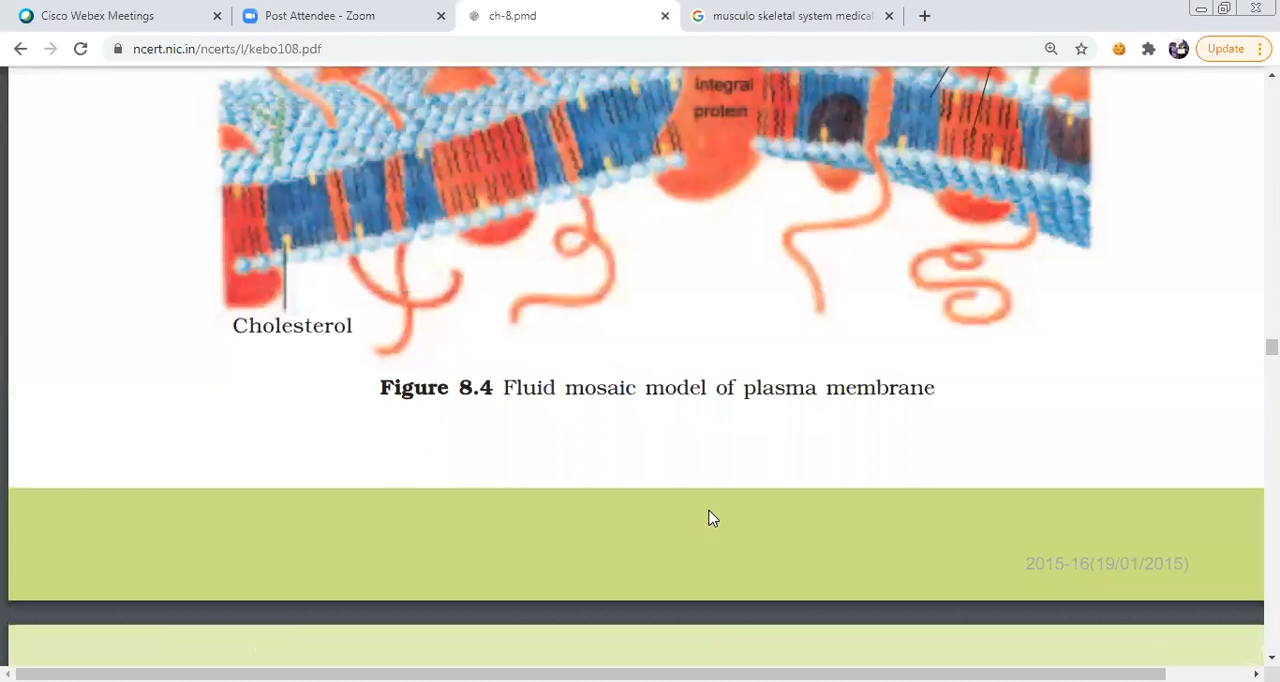 Cisco Webex Meetings
Post Attendee - Zoom
ch-8.pmd
musculo skeletal system medical
ncert.nic.in/ncerts/l/kebo108.pdf
Update
integral
protein
Cholesterol
Figure 8.4 Fluid mosaic model of plasma membrane
2015-16(19/01/2015)